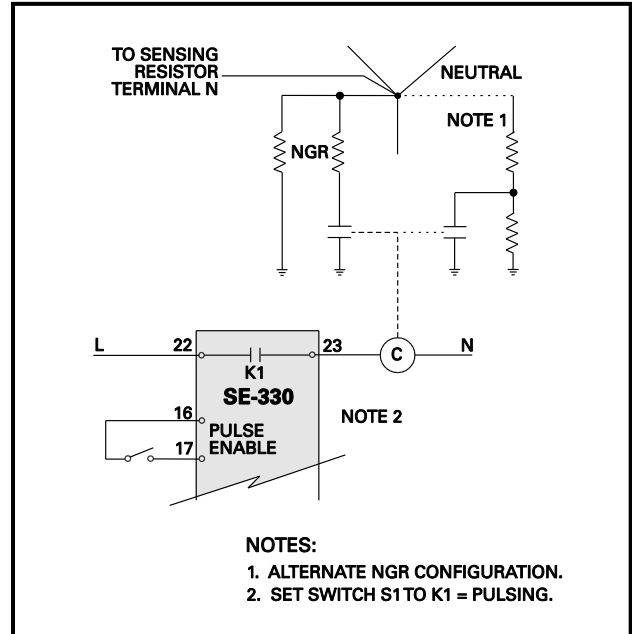 TO SENSING
RESISTOR
TERMINAL N
NEUTRAL
NOTE 1
NGR
L
22
23
C
N
K1
SE-330
16
NOTE 2
PULSE
ENABLE
17
NOTES:
1. ALTERNATE NGR CONFIGURATION.
2. SET SWITCH S1 TO K1 = PULSING.